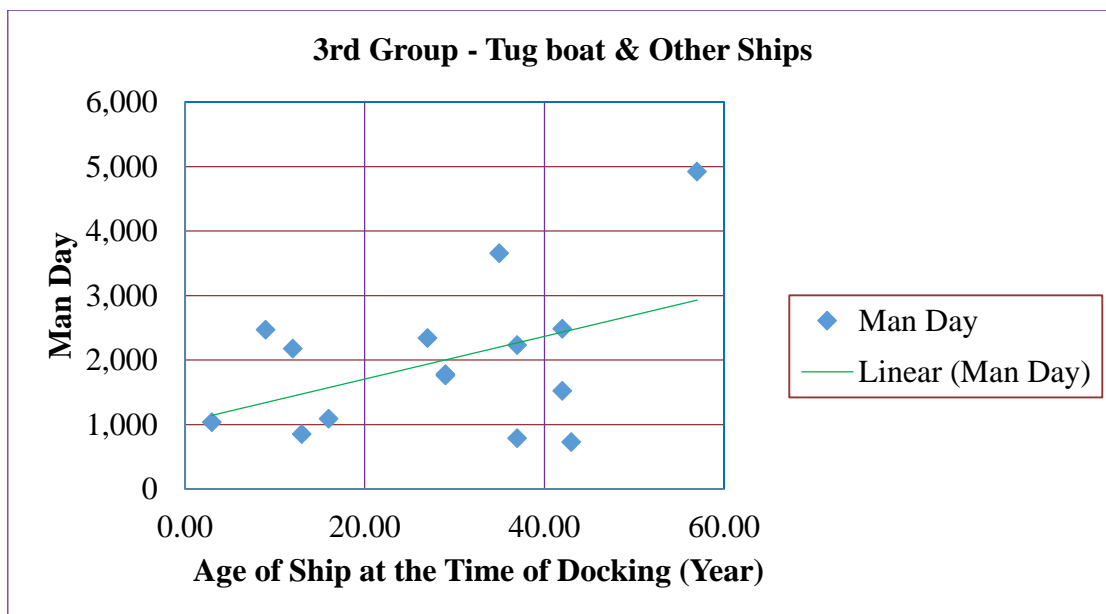 3rd Group - Tug boat & Other Ships
6,000
5,000
4,000
3,000
2,000
1,000
0
Man Day
0.00 20.00 40.00 60.00
Age of Ship at the Time of Docking (Year)
Man Day
Linear (Man Day)